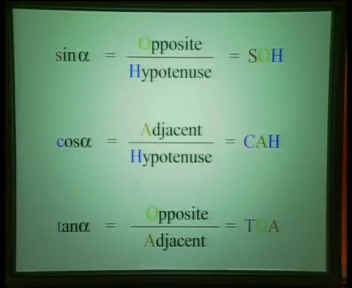 sinα = Opposite / Hypotenuse = SOH
cosα = Adjacent / Hypotenuse = CAH
tanα = Opposite / Adjacent = TOA